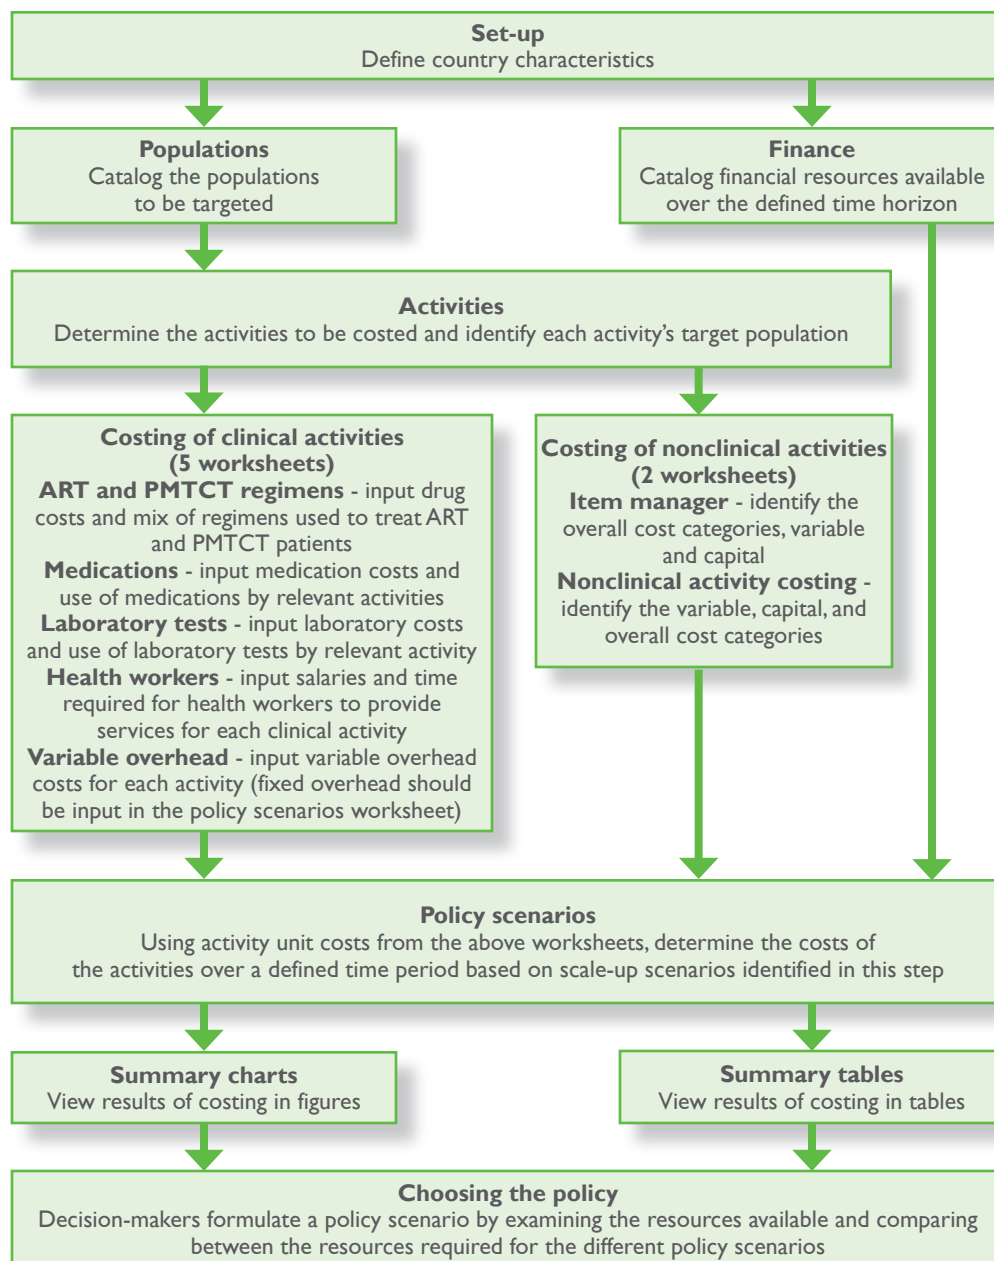 Set-up
Define country characteristics
Populations
Catalog the populations
to be targeted
Finance
Catalog financial resources available
over the defined time horizon
Activities
Determine the activities to be costed and identify each activity’s target population
Costing of clinical activities
(5 worksheets)
ART and PMTCT regimens - input drug
costs and mix of regimens used to treat ART
and PMTCT patients
Medications - input medication costs and
use of medications by relevant activities
Laboratory tests - input laboratory costs
and use of laboratory tests by relevant activity
Health workers - input salaries and time
required for health workers to provide
services for each clinical activity
Variable overhead - input variable overhead
costs for each activity (fixed overhead should
be input in the policy scenarios worksheet)
Costing of nonclinical activities
(2 worksheets)
Item manager - identify the
overall cost categories, variable
and capital
Nonclinical activity costing -
identify the variable, capital, and
overall cost categories
Policy scenarios
Using activity unit costs from the above worksheets, determine the costs of
the activities over a defined time period based on scale-up scenarios identified in this step
Summary charts
View results of costing in figures
Summary tables
View results of costing in tables
Choosing the policy
Decision-makers formulate a policy scenario by examining the resources available and comparing
between the resources required for the different policy scenarios